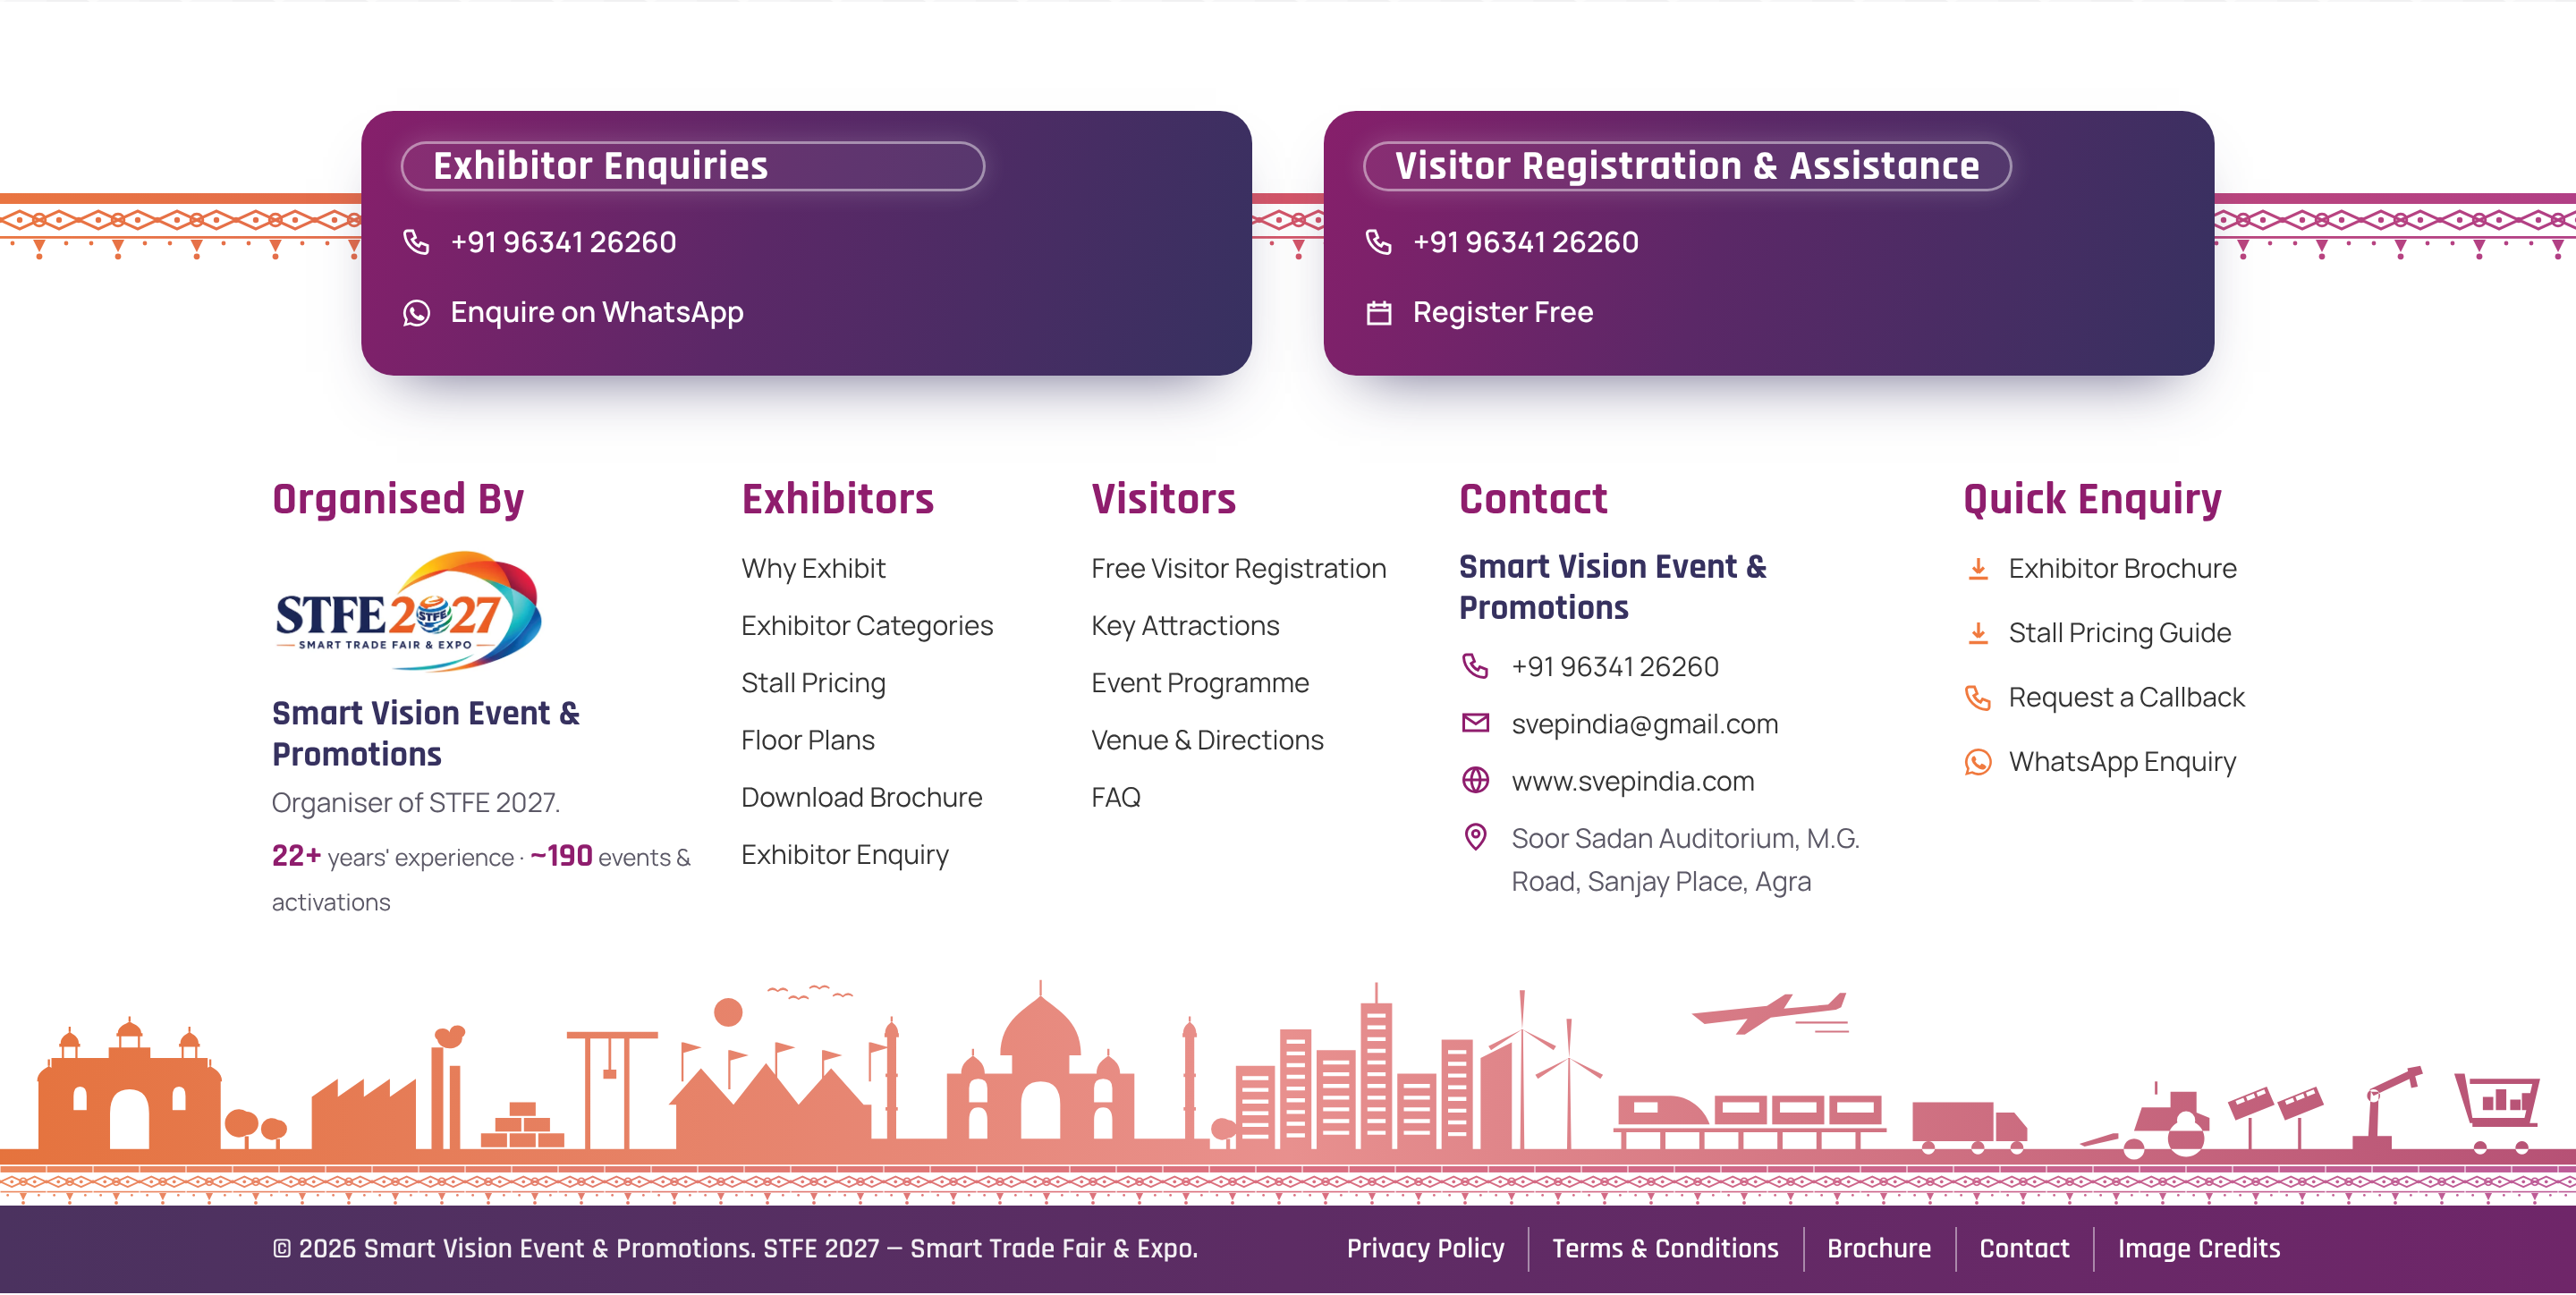 Exhibitor Enquiries
+91 96341 26260
Enquire on WhatsApp
Visitor Registration & Assistance
+91 96341 26260
Register Free
Organised By
STFE 2027
STFE
SMART TRADE FAIR & EXPO
Smart Vision Event &
Promotions
Organiser of STFE 2027.
22+ years' experience · ~190 events &
activations
Exhibitors
Why Exhibit
Exhibitor Categories
Stall Pricing
Floor Plans
Download Brochure
Exhibitor Enquiry
Visitors
Free Visitor Registration
Key Attractions
Event Programme
Venue & Directions
FAQ
Contact
Smart Vision Event &
Promotions
+91 96341 26260
svepindia@gmail.com
www.svepindia.com
Soor Sadan Auditorium, M.G.
Road, Sanjay Place, Agra
Quick Enquiry
Exhibitor Brochure
Stall Pricing Guide
Request a Callback
WhatsApp Enquiry
© 2026 Smart Vision Event & Promotions. STFE 2027 – Smart Trade Fair & Expo.
Privacy Policy
Terms & Conditions
Brochure
Contact
Image Credits